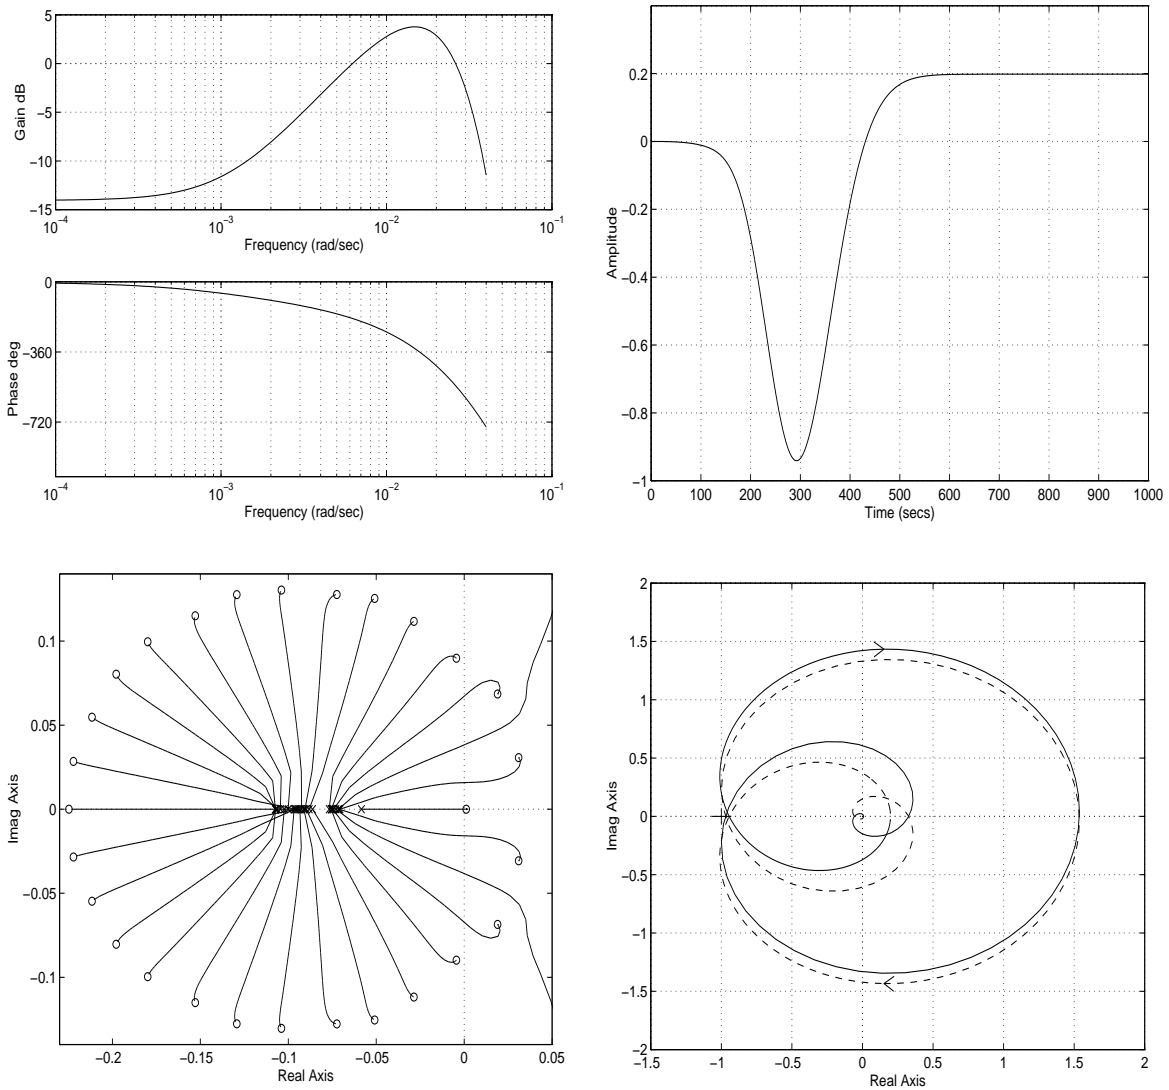 5
0
−5
−10
−15
Gain dB
10−4
10−3
10−2
10−1
Frequency (rad/sec)
0
−360
−720
Phase deg
10−4
10−3
10−2
10−1
Frequency (rad/sec)
0.2
0
−0.2
−0.4
−0.6
−0.8
−1
Amplitude
0 100 200 300 400 500 600 700 800 900 1000
Time (secs)
0.1
0.05
0
−0.05
−0.1
Imag Axis
−0.2 −0.15 −0.1 −0.05 0 0.05
Real Axis
2
1.5
1
0.5
0
−0.5
−1
−1.5
−2
Imag Axis
−1.5 −1 −0.5 0 0.5 1 1.5 2
Real Axis